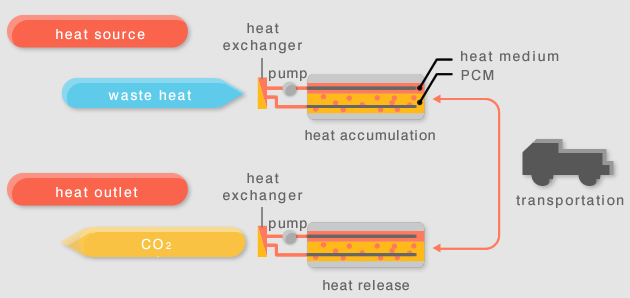 heat source
waste heat
heat
exchanger
pump
heat medium
PCM
heat accumulation
transportation
heat outlet
CO₂
heat
exchanger
pump
heat release